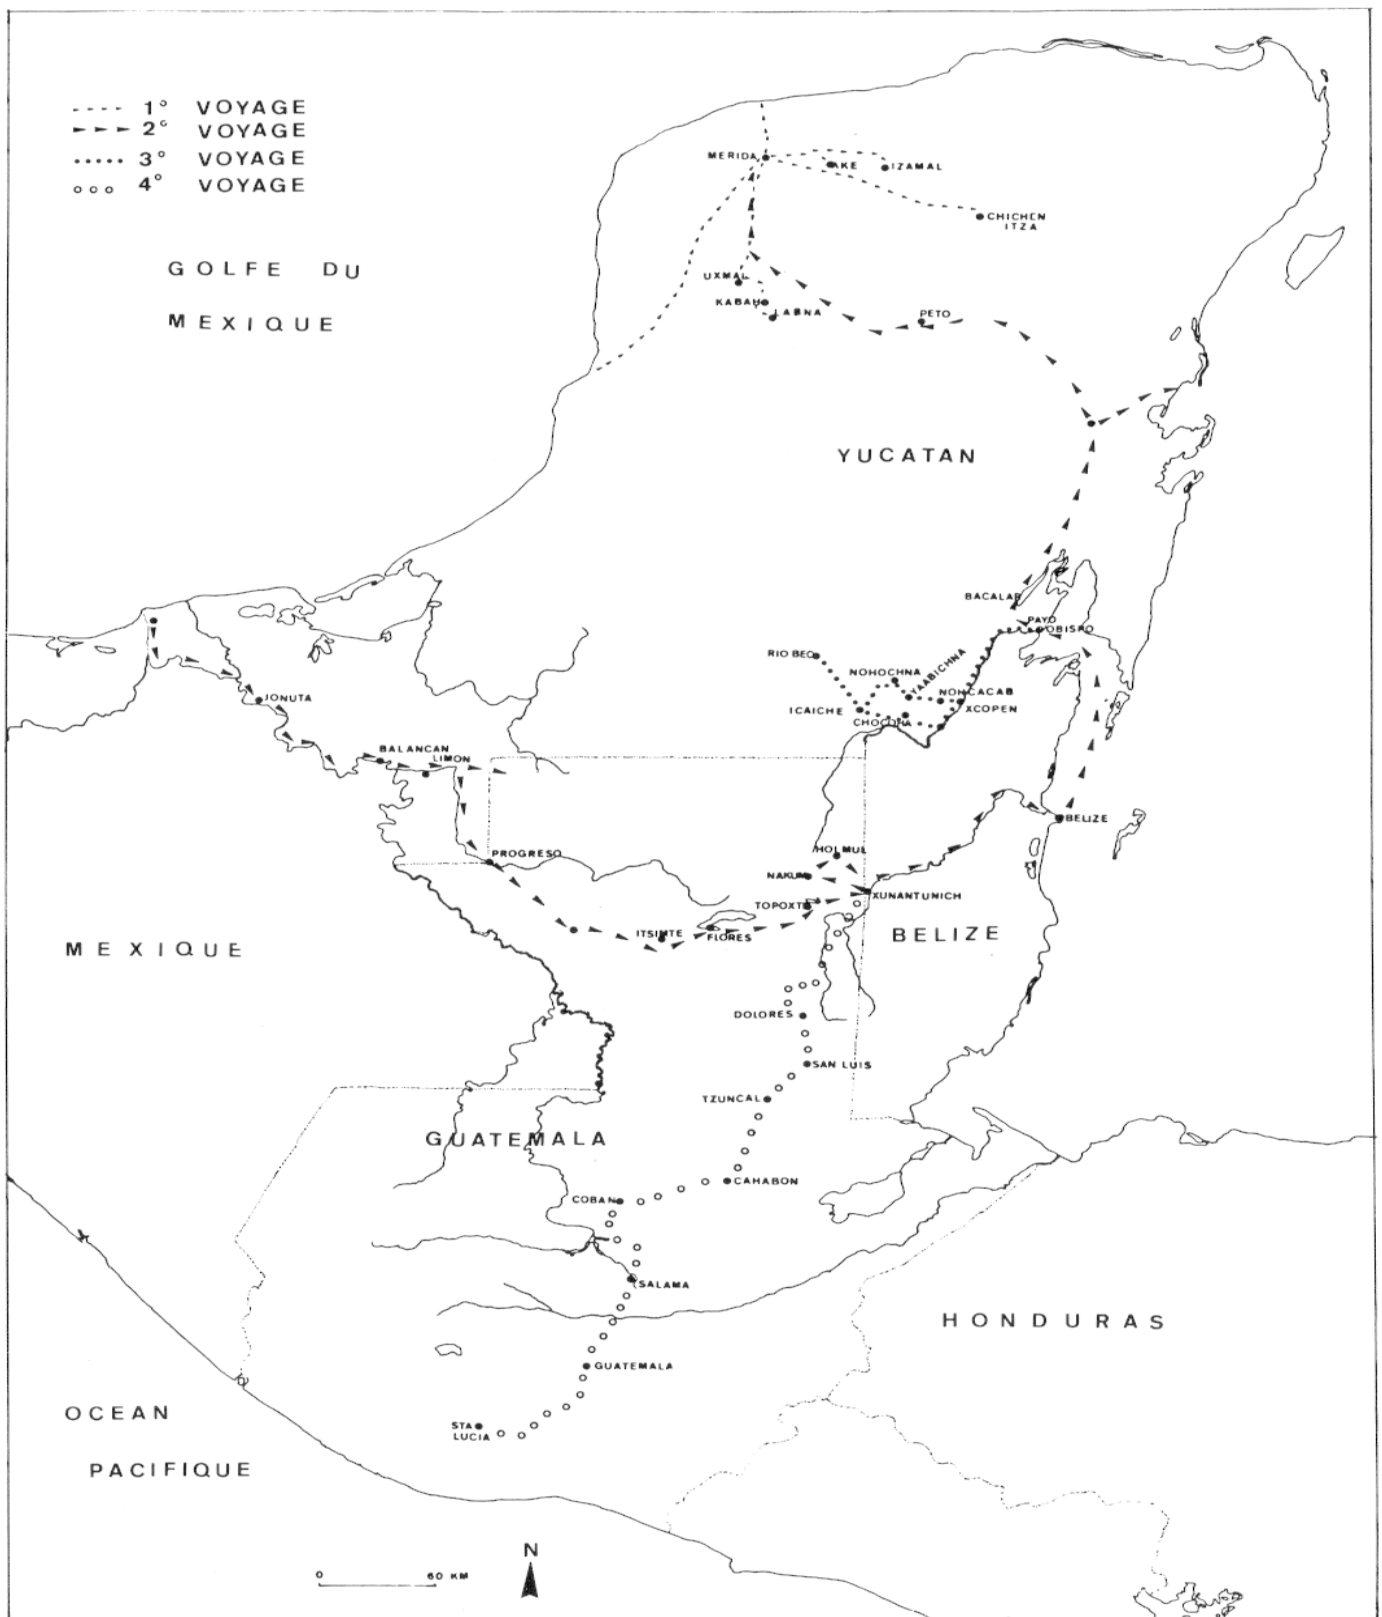 1° VOYAGE
2° VOYAGE
3° VOYAGE
4° VOYAGE
GOLFE DU
MEXIQUE
MERIDA
AKE
IZAMAL
CHICHEN
ITZA
UXMAL
KABAH
LABNA
PETO
YUCATAN
BACALAR
PAYO
OBISPO
RIO BEC
NOHOCHNA
YAABICHNA
NOHCACAB
XCOPEN
ICAICHE
CHOCOHA
JONUTA
BALANCAN
LIMON
BELIZE
PROGRESO
HOLMUL
NAKUM
XUNANTUNICH
TOPOXTE
ITSIMTE
FLORES
BELIZE
MEXIQUE
DOLORES
SAN LUIS
TZUNCAL
GUATEMALA
CAHABON
COBAN
SALAMA
HONDURAS
GUATEMALA
OCEAN
PACIFIQUE
STA
LUCIA
N
0 60 KM